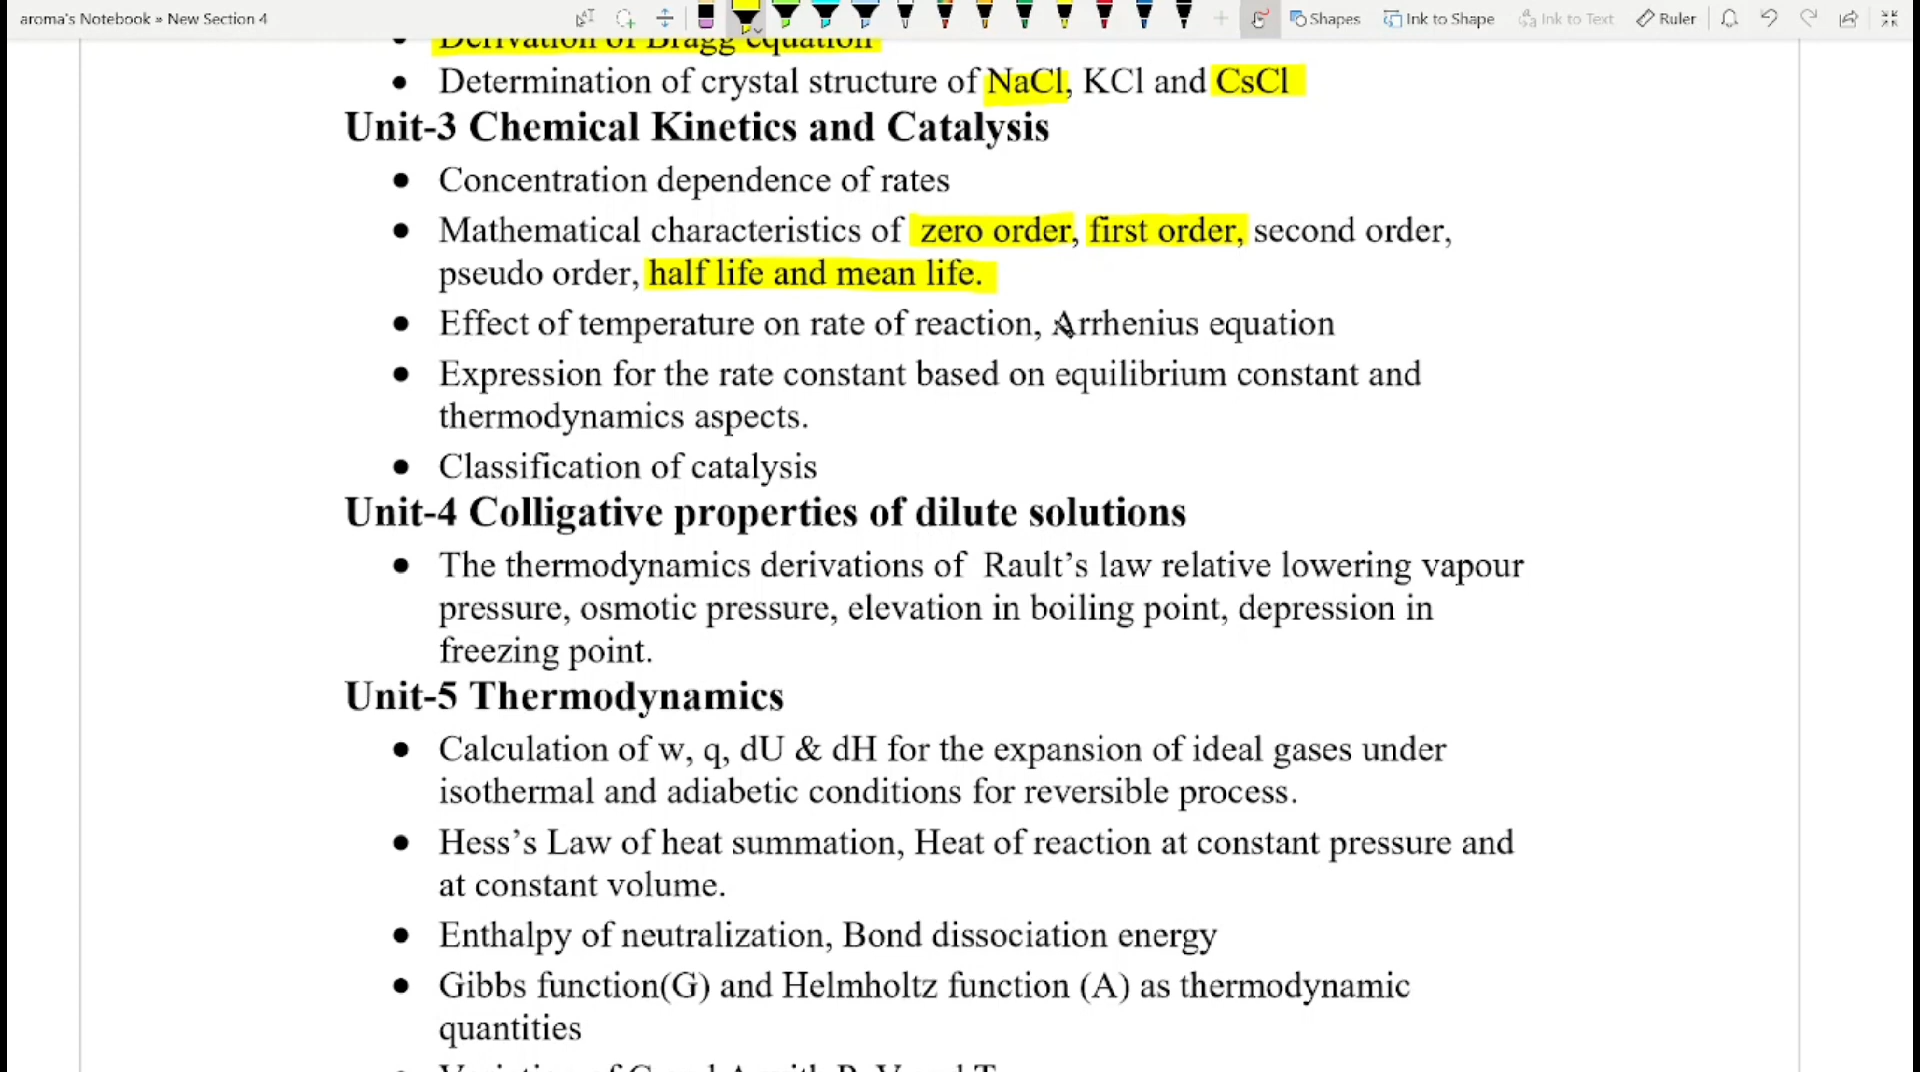 aroma's Notebook » New Section 4
Shapes Ink to Shape Ink to Text Ruler
• Derivation of Bragg equation
• Determination of crystal structure of NaCl, KCl and CsCl
Unit-3 Chemical Kinetics and Catalysis
• Concentration dependence of rates
• Mathematical characteristics of zero order, first order, second order,
pseudo order, half life and mean life.
• Effect of temperature on rate of reaction, Arrhenius equation
• Expression for the rate constant based on equilibrium constant and
thermodynamics aspects.
• Classification of catalysis
Unit-4 Colligative properties of dilute solutions
• The thermodynamics derivations of Rault’s law relative lowering vapour
pressure, osmotic pressure, elevation in boiling point, depression in
freezing point.
Unit-5 Thermodynamics
• Calculation of w, q, dU & dH for the expansion of ideal gases under
isothermal and adiabetic conditions for reversible process.
• Hess’s Law of heat summation, Heat of reaction at constant pressure and
at constant volume.
• Enthalpy of neutralization, Bond dissociation energy
• Gibbs function(G) and Helmholtz function (A) as thermodynamic
quantities